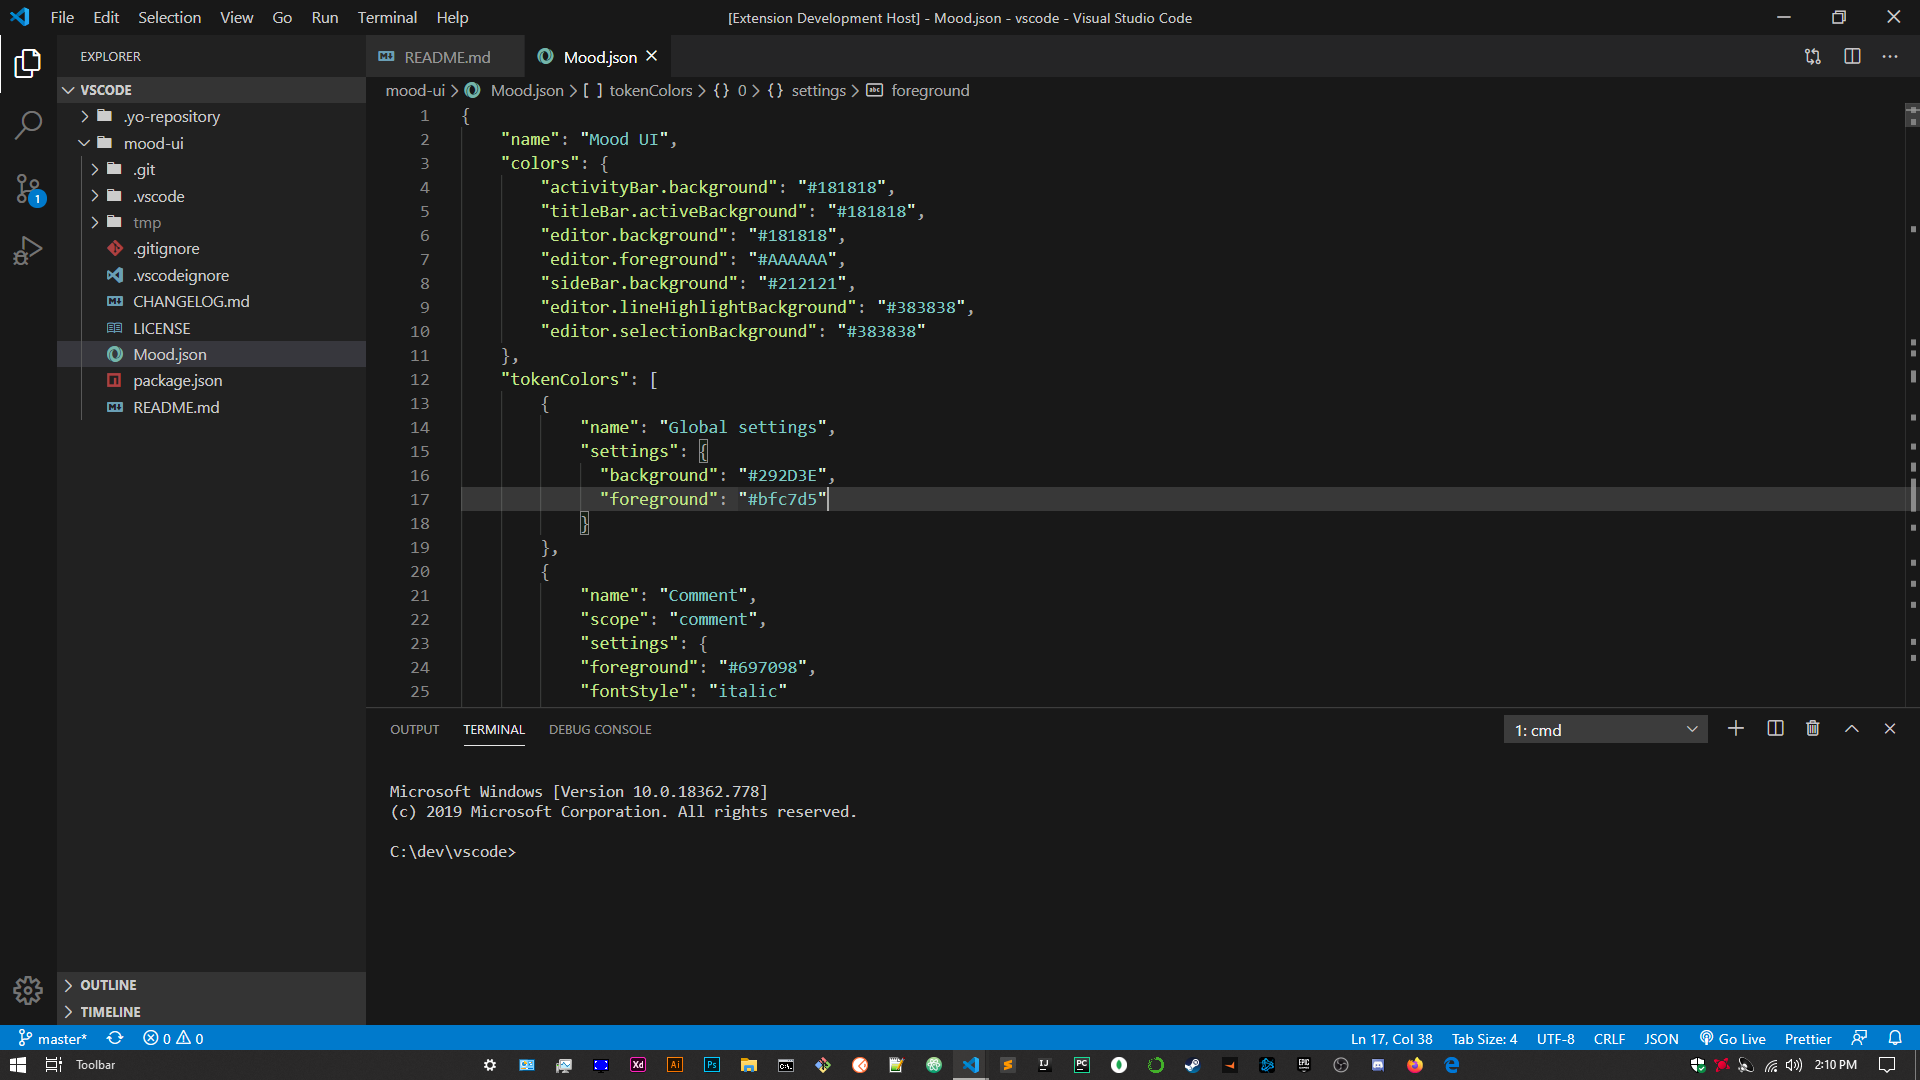 File Edit Selection View Go Run Terminal Help
[Extension Development Host] - Mood.json - vscode - Visual Studio Code
EXPLORER
VSCODE
.yo-repository
mood-ui
.git
.vscode
tmp
.gitignore
.vscodeignore
CHANGELOG.md
LICENSE
Mood.json
package.json
README.md
OUTLINE
TIMELINE
1
README.md Mood.json
mood-ui > Mood.json > [ ] tokenColors > {} 0 > {} settings > abc foreground
1 {
2 "name": "Mood UI",
3 "colors": {
4 "activityBar.background": "#181818",
5 "titleBar.activeBackground": "#181818",
6 "editor.background": "#181818",
7 "editor.foreground": "#AAAAAA",
8 "sideBar.background": "#212121",
9 "editor.lineHighlightBackground": "#383838",
10 "editor.selectionBackground": "#383838"
11 },
12 "tokenColors": [
13 {
14 "name": "Global settings",
15 "settings": {
16 "background": "#292D3E",
17 "foreground": "#bfc7d5"
18 }
19 },
20 {
21 "name": "Comment",
22 "scope": "comment",
23 "settings": {
24 "foreground": "#697098",
25 "fontStyle": "italic"
OUTPUT TERMINAL DEBUG CONSOLE
1: cmd
Microsoft Windows [Version 10.0.18362.778]
(c) 2019 Microsoft Corporation. All rights reserved.
C:\dev\vscode>
master* 0 0
Ln 17, Col 38 Tab Size: 4 UTF-8 CRLF JSON Go Live Prettier
Toolbar
Xd Ai Ps C:\. IJ PC EPIC
2:10 PM